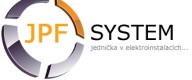 JPF SYSTEM
jednička v elektroinstalacích...